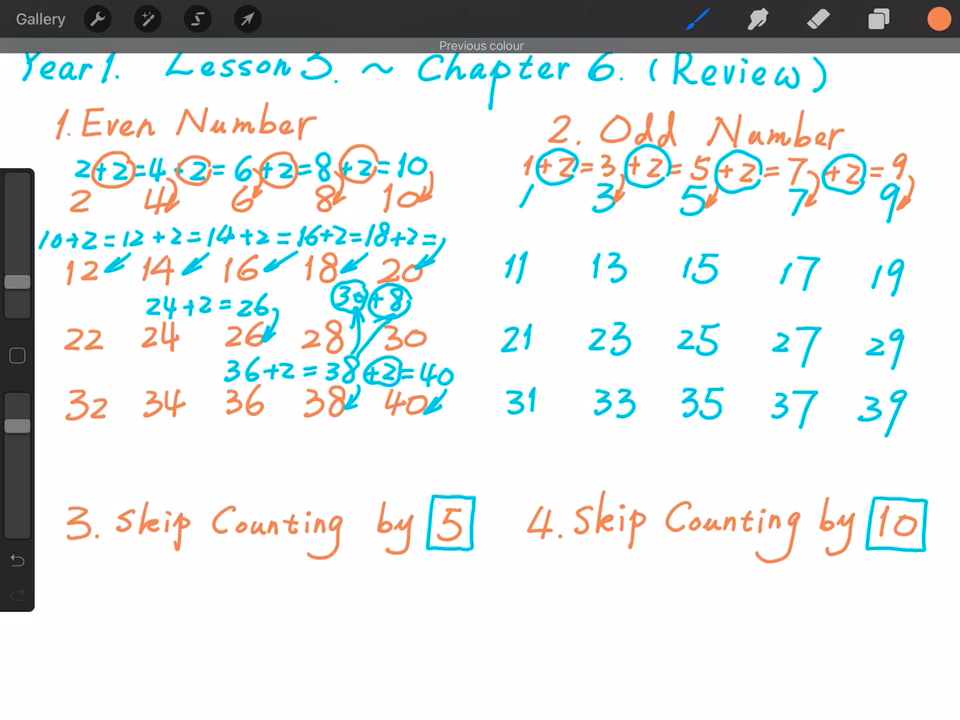 Gallery
Previous colour
Year 1. Lesson 5. ~ Chapter 6. (Review)
1. Even Number
2+2=4+2=6+2=8+2=10
2 4 6 8 10
10+2=12+2=14+2=16+2=18+2=
12 14 16 18 20
24+2=26 30+8
22 24 26 28 30
36+2=38+2=40
32 34 36 38 40
2. Odd Number
1+2=3+2=5+2=7+2=9
1 3 5 7 9
11 13 15 17 19
21 23 25 27 29
31 33 35 37 39
3. Skip Counting by 5
4. Skip Counting by 10